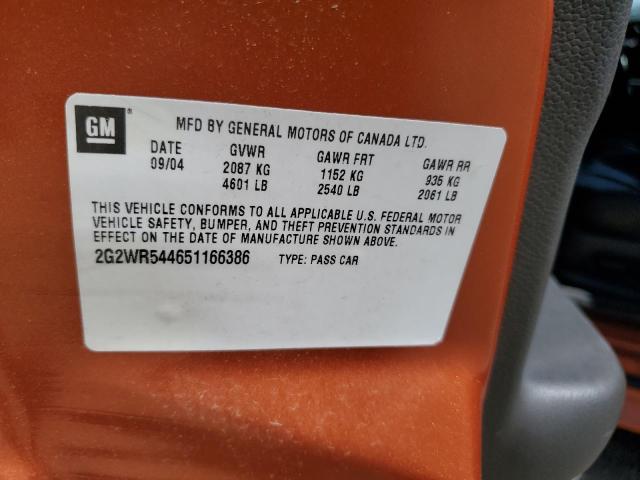 GM®
MFD BY GENERAL MOTORS OF CANADA LTD.
DATE GVWR GAWR FRT GAWR RR
09/04 2087 KG 1152 KG 935 KG
4601 LB 2540 LB 2061 LB
THIS VEHICLE CONFORMS TO ALL APPLICABLE U.S. FEDERAL MOTOR
VEHICLE SAFETY, BUMPER, AND THEFT PREVENTION STANDARDS IN
EFFECT ON THE DATE OF MANUFACTURE SHOWN ABOVE.
2G2WR544651166386 TYPE: PASS CAR